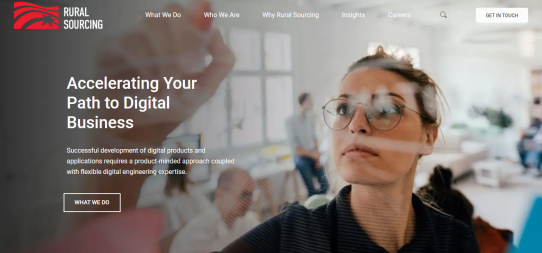 RURAL
SOURCING
What We Do
Who We Are
Why Rural Sourcing
Insights
Careers
GET IN TOUCH
Accelerating Your
Path to Digital
Business
Successful development of digital products and
applications requires a product-minded approach coupled
with flexible digital engineering expertise.
WHAT WE DO